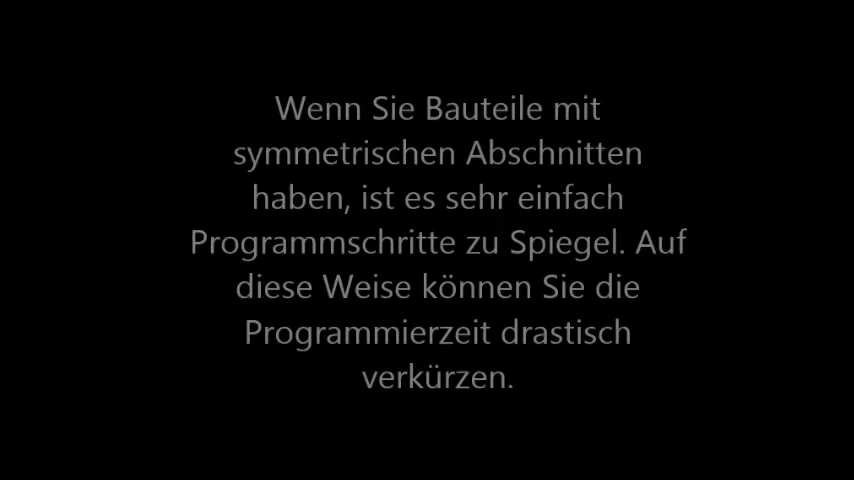 Wenn Sie Bauteile mit
symmetrischen Abschnitten
haben, ist es sehr einfach
Programmschritte zu Spiegel. Auf
diese Weise können Sie die
Programmierzeit drastisch
verkürzen.